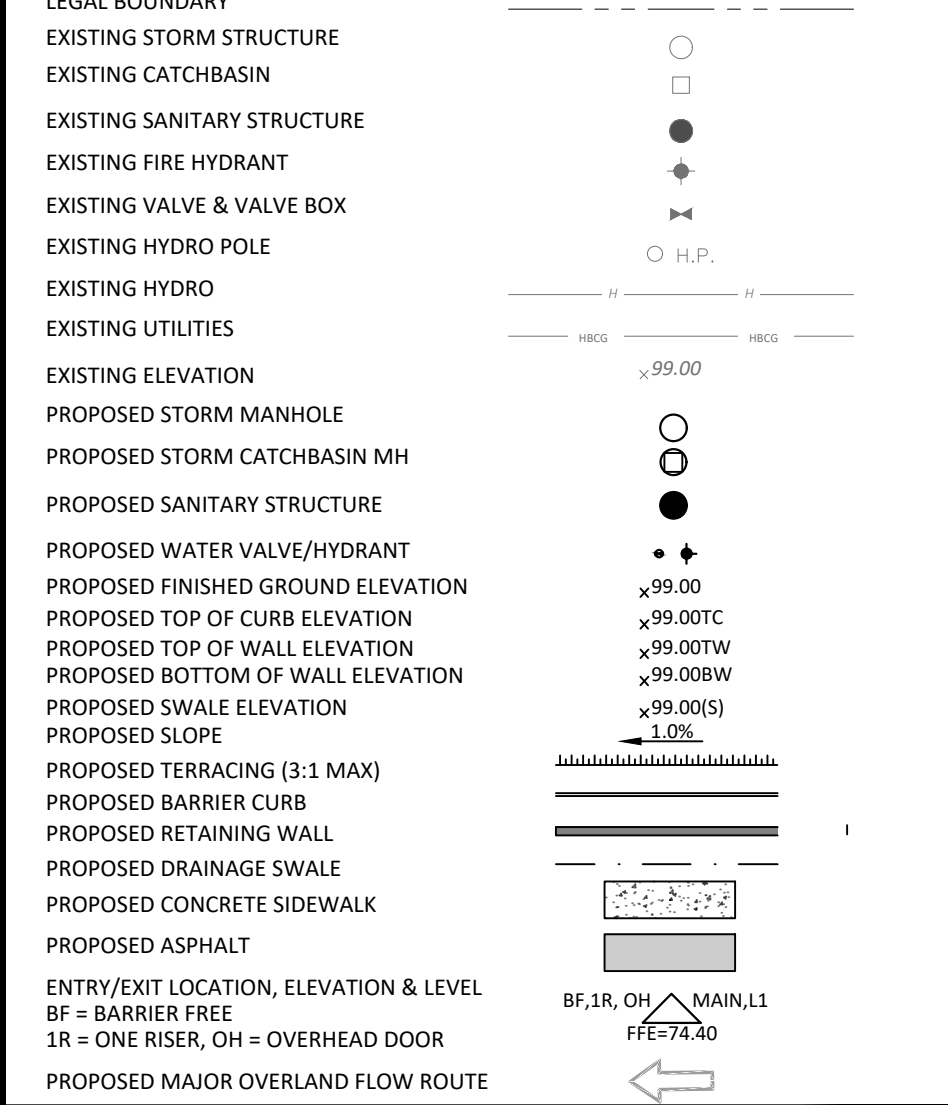 LEGAL BOUNDARY
EXISTING STORM STRUCTURE
EXISTING CATCHBASIN
EXISTING SANITARY STRUCTURE
EXISTING FIRE HYDRANT
EXISTING VALVE & VALVE BOX
EXISTING HYDRO POLE H.P.
EXISTING HYDRO H H
EXISTING UTILITIES HBCG HBCG
EXISTING ELEVATION x99.00
PROPOSED STORM MANHOLE
PROPOSED STORM CATCHBASIN MH
PROPOSED SANITARY STRUCTURE
PROPOSED WATER VALVE/HYDRANT
PROPOSED FINISHED GROUND ELEVATION x99.00
PROPOSED TOP OF CURB ELEVATION x99.00TC
PROPOSED TOP OF WALL ELEVATION x99.00TW
PROPOSED BOTTOM OF WALL ELEVATION x99.00BW
PROPOSED SWALE ELEVATION x99.00(S)
PROPOSED SLOPE 1.0%
PROPOSED TERRACING (3:1 MAX)
PROPOSED BARRIER CURB
PROPOSED RETAINING WALL
PROPOSED DRAINAGE SWALE
PROPOSED CONCRETE SIDEWALK
PROPOSED ASPHALT
ENTRY/EXIT LOCATION, ELEVATION & LEVEL
BF = BARRIER FREE
1R = ONE RISER, OH = OVERHEAD DOOR
BF,1R, OH MAIN,L1
FFE=74.40
PROPOSED MAJOR OVERLAND FLOW ROUTE